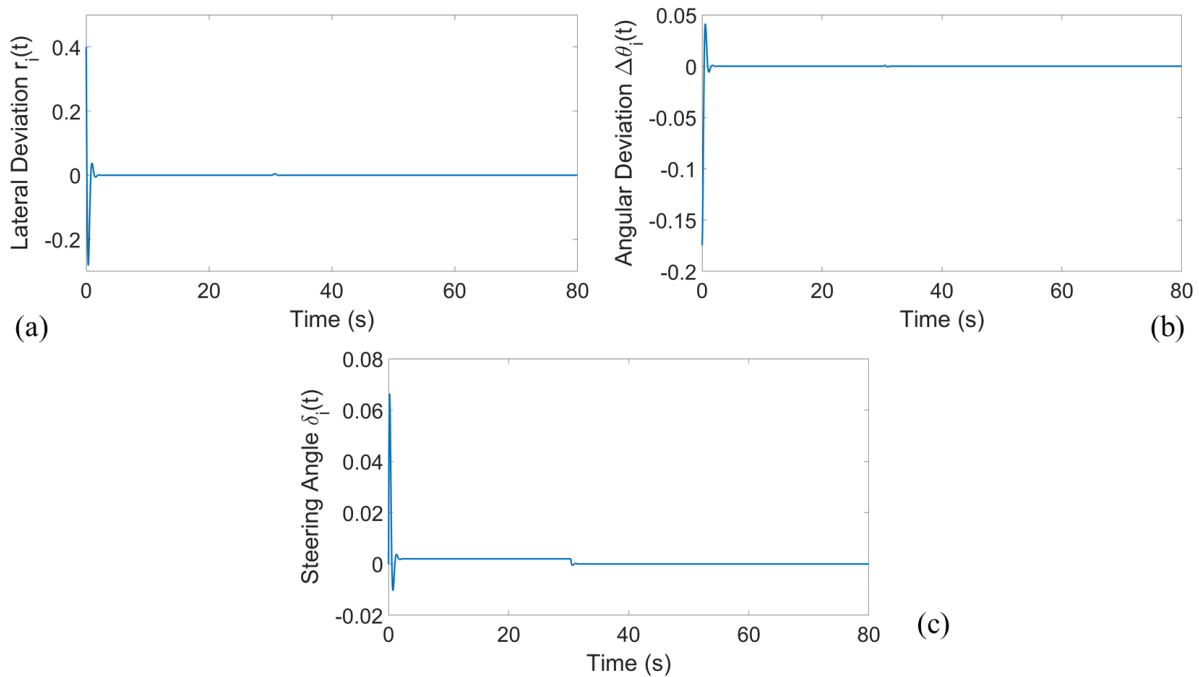 Lateral Deviation r_i(t)
0.4
0.2
0
-0.2
0 20 40 60 80
Time (s)
(a)
Angular Deviation Δθ_i(t)
0.05
0
-0.05
-0.1
-0.15
-0.2
0 20 40 60 80
Time (s)
(b)
Steering Angle δ_i(t)
0.08
0.06
0.04
0.02
0
-0.02
0 20 40 60 80
Time (s)
(c)